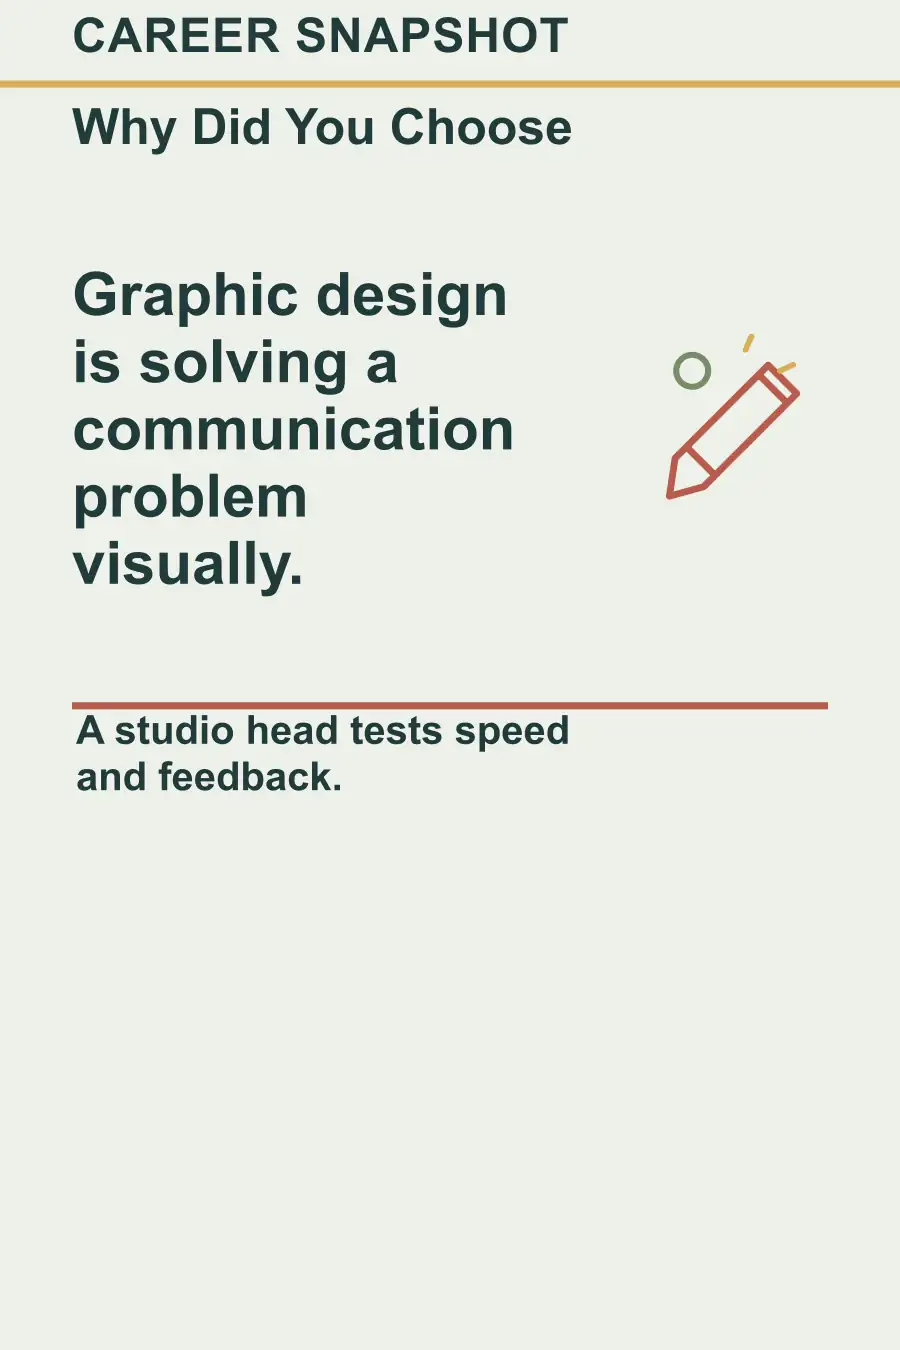 CAREER SNAPSHOT
Why Did You Choose
Graphic design
is solving a
communication
problem
visually.
A studio head tests speed
and feedback.